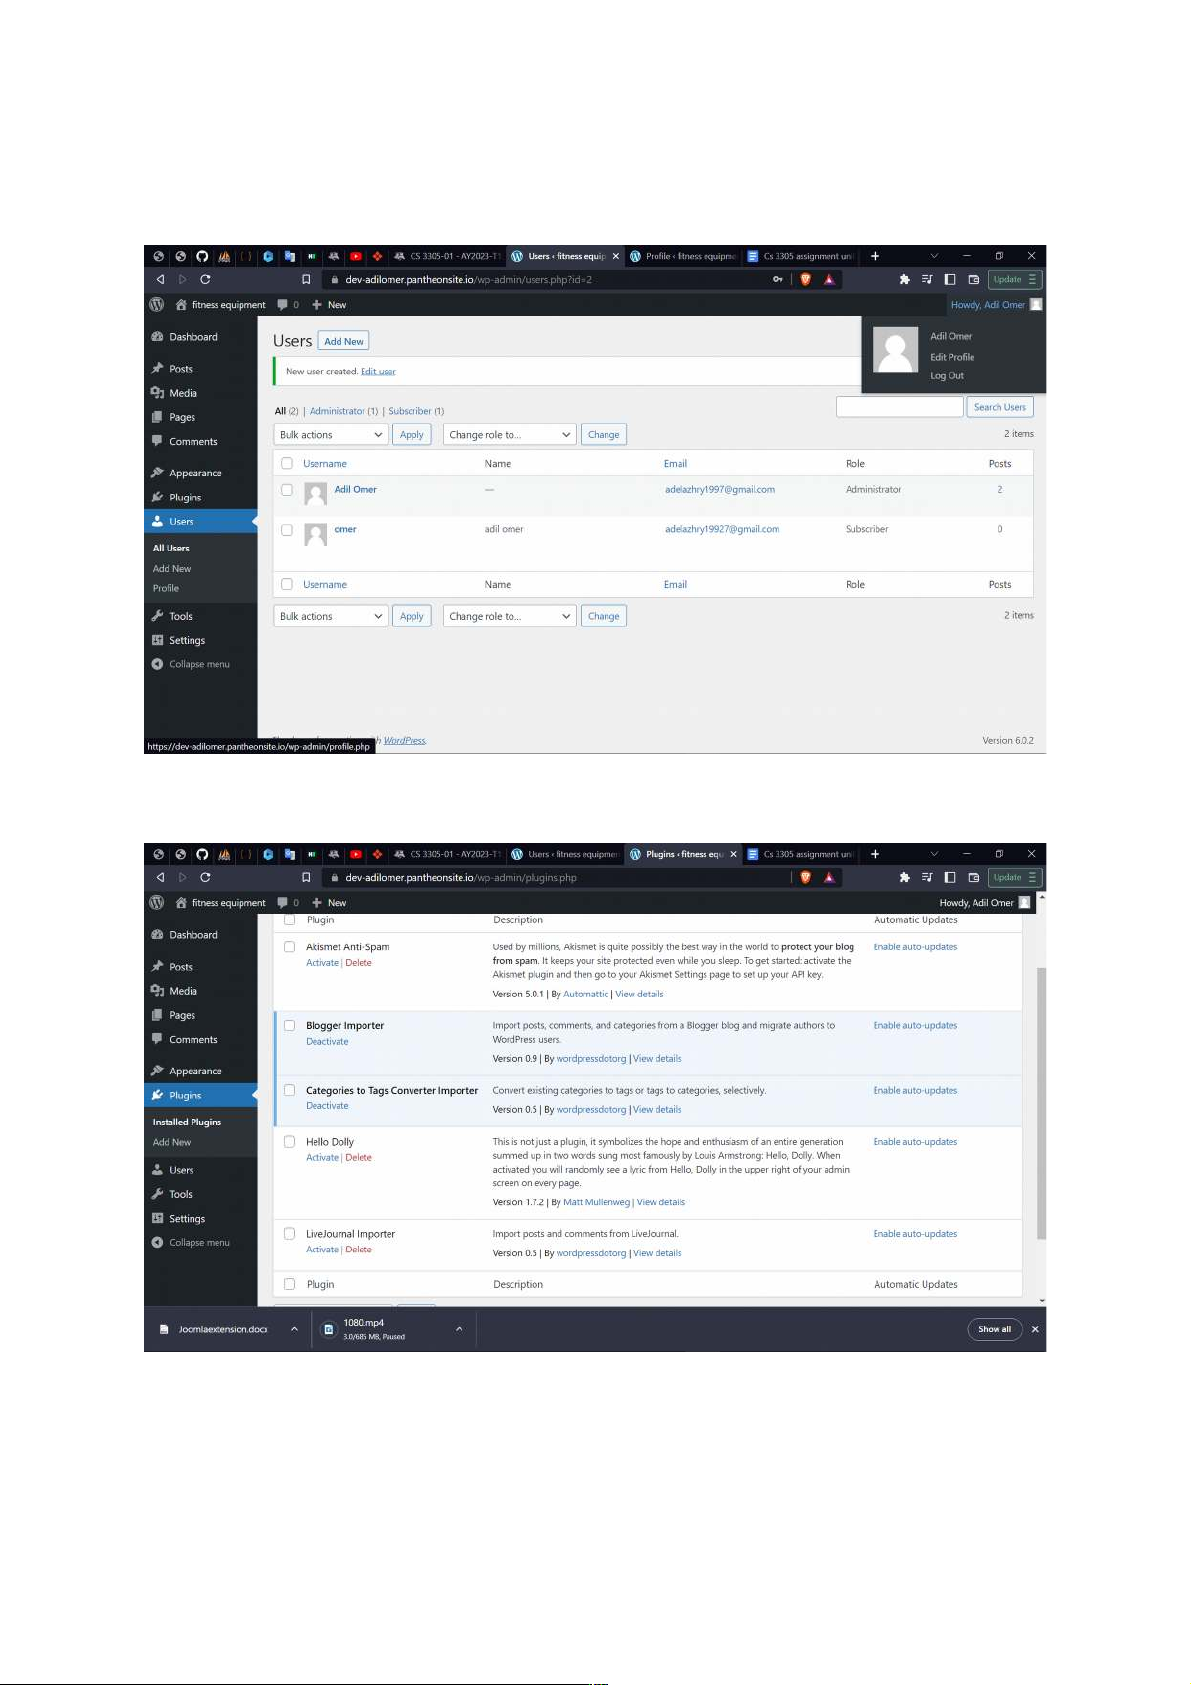 CS 3305-01 - AY2023-T1
Users ‹ fitness equip
Profile ‹ fitness equipme
Cs 3305 assignment uni
dev-adilomer.pantheonsite.io/wp-admin/users.php?id=2
Update
fitness equipment
0
New
Howdy, Adil Omer
Adil Omer
Edit Profile
Log Out
Dashboard
Posts
Media
Pages
Comments
Appearance
Plugins
Users
All Users
Add New
Profile
Tools
Settings
Collapse menu
Users Add New
New user created. Edit user
All (2) | Administrator (1) | Subscriber (1)
Search Users
Bulk actions Apply Change role to... Change 2 items
Username Name Email Role Posts
Adil Omer — adelazhry1997@gmail.com Administrator 2
omer adil omer adelazhry19927@gmail.com Subscriber 0
Username Name Email Role Posts
Bulk actions Apply Change role to... Change 2 items
WordPress. Version 6.0.2
https://dev-adilomer.pantheonsite.io/wp-admin/profile.php
CS 3305-01 - AY2023-T1
Users ‹ fitness equipmen
Plugins ‹ fitness equ
Cs 3305 assignment uni
dev-adilomer.pantheonsite.io/wp-admin/plugins.php
Update
fitness equipment
0
New
Howdy, Adil Omer
Dashboard
Posts
Media
Pages
Comments
Appearance
Plugins
Installed Plugins
Add New
Users
Tools
Settings
Collapse menu
Plugin Description Automatic Updates
Akismet Anti-Spam
Activate | Delete
Used by millions, Akismet is quite possibly the best way in the world to protect your blog
from spam. It keeps your site protected even while you sleep. To get started: activate the
Akismet plugin and then go to your Akismet Settings page to set up your API key.
Version 5.0.1 | By Automattic | View details
Enable auto-updates
Blogger Importer
Deactivate
Import posts, comments, and categories from a Blogger blog and migrate authors to
WordPress users.
Version 0.9 | By wordpressdotorg | View details
Enable auto-updates
Categories to Tags Converter Importer
Deactivate
Convert existing categories to tags or tags to categories, selectively.
Version 0.5 | By wordpressdotorg | View details
Enable auto-updates
Hello Dolly
Activate | Delete
This is not just a plugin, it symbolizes the hope and enthusiasm of an entire generation
summed up in two words sung most famously by Louis Armstrong: Hello, Dolly. When
activated you will randomly see a lyric from Hello, Dolly in the upper right of your admin
screen on every page.
Version 1.7.2 | By Matt Mullenweg | View details
Enable auto-updates
LiveJournal Importer
Activate | Delete
Import posts and comments from LiveJournal.
Version 0.5 | By wordpressdotorg | View details
Enable auto-updates
Plugin Description Automatic Updates
Joomlaextension.docx
1080.mp4
3.0/685 MB, Paused
Show all